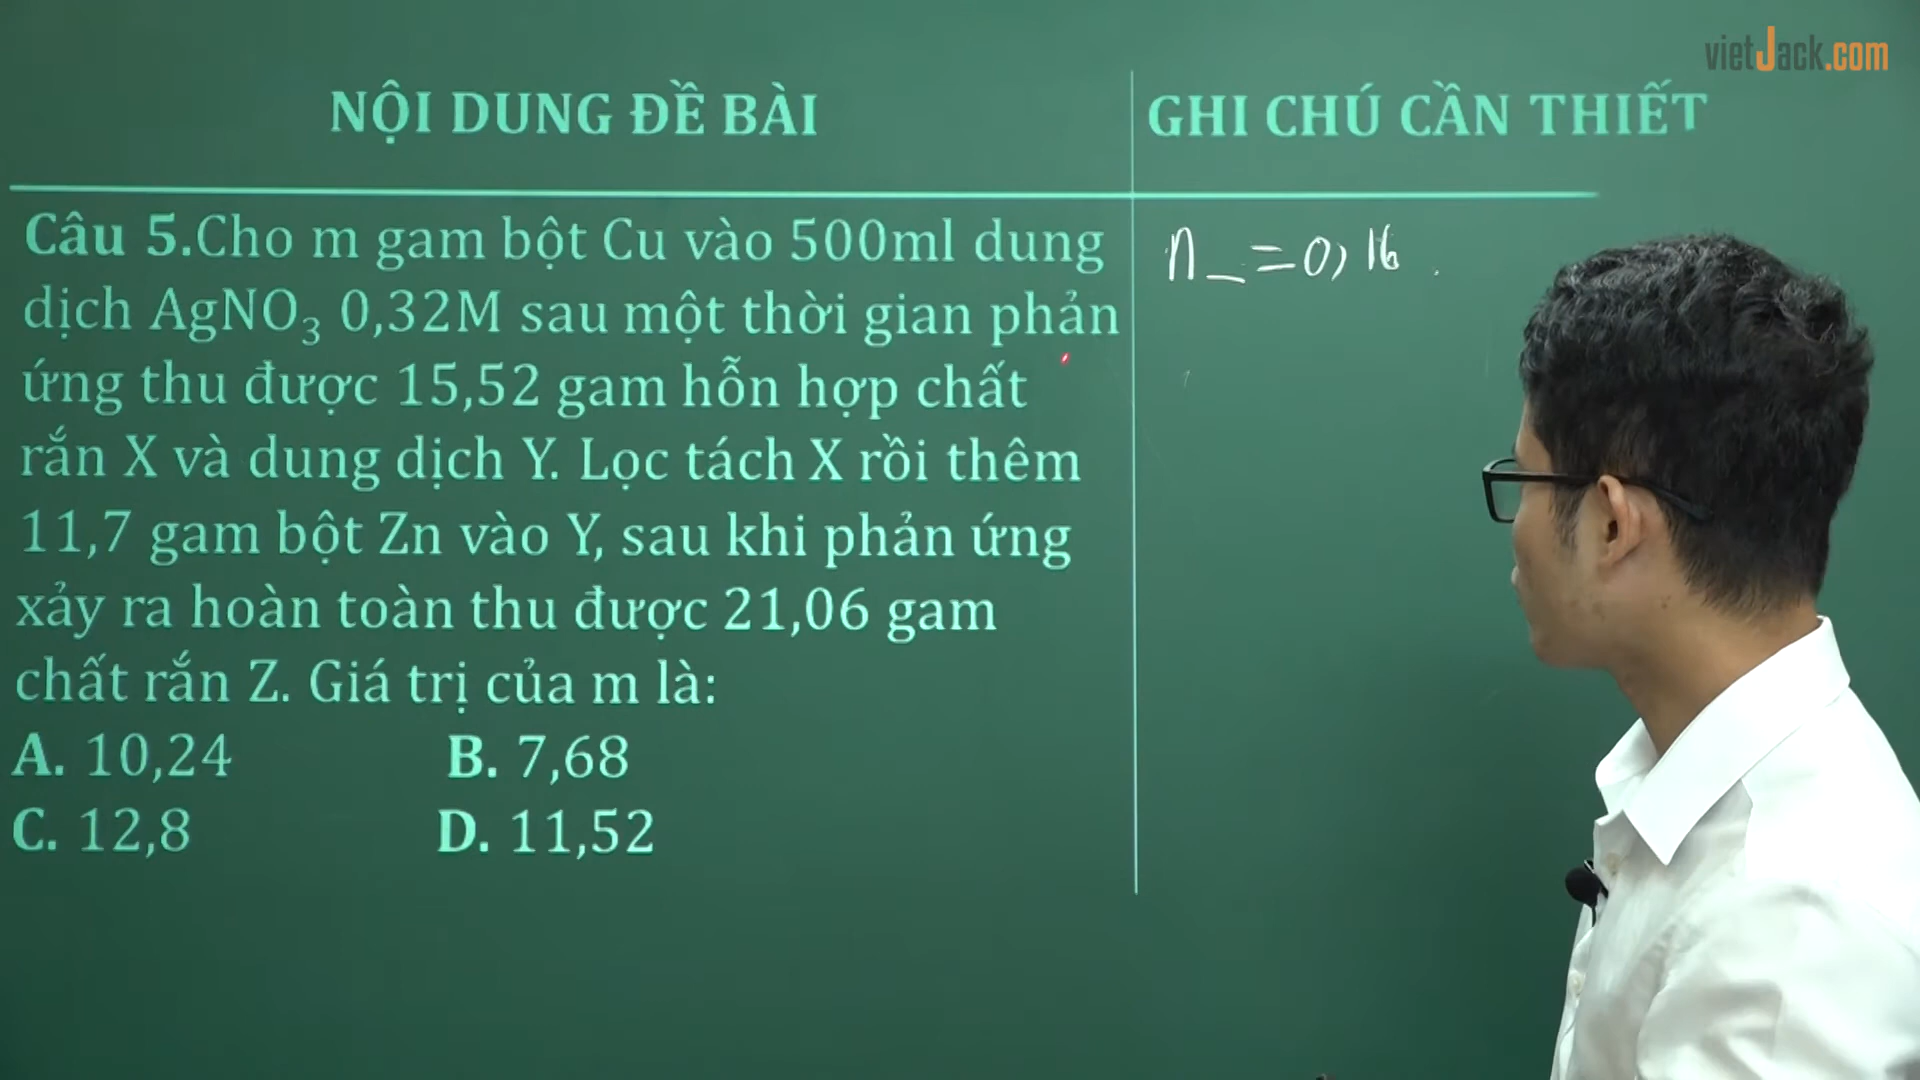 vietJack.com
NỘI DUNG ĐỀ BÀI
GHI CHÚ CẦN THIẾT
Câu 5.Cho m gam bột Cu vào 500ml dung
dịch AgNO₃ 0,32M sau một thời gian phản
ứng thu được 15,52 gam hỗn hợp chất
rắn X và dung dịch Y. Lọc tách X rồi thêm
11,7 gam bột Zn vào Y, sau khi phản ứng
xảy ra hoàn toàn thu được 21,06 gam
chất rắn Z. Giá trị của m là:
A. 10,24 B. 7,68
C. 12,8 D. 11,52
n_ = 0,16